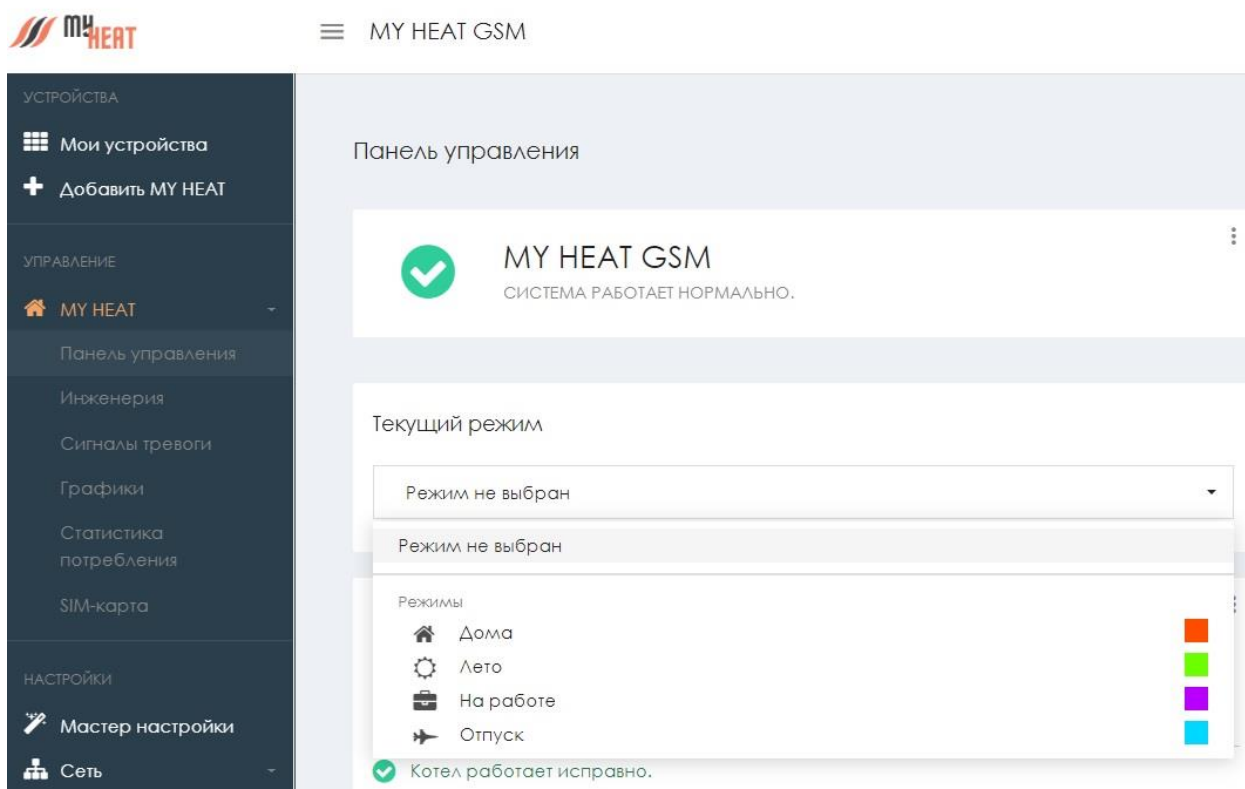 MY HEAT
MY HEAT GSM
УСТРОЙСТВА
Мои устройства
Добавить MY HEAT
УПРАВЛЕНИЕ
MY HEAT
Панель управления
Инженерия
Сигналы тревоги
Графики
Статистика
потребления
SIM-карта
НАСТРОЙКИ
Мастер настройки
Сеть
Панель управления
MY HEAT GSM
СИСТЕМА РАБОТАЕТ НОРМАЛЬНО.
Текущий режим
Режим не выбран
Режим не выбран
Режимы
Дома
Лето
На работе
Отпуск
Котел работает исправно.